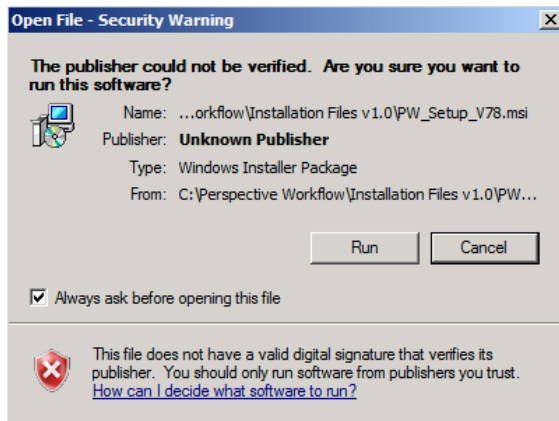 Open File - Security Warning
The publisher could not be verified.  Are you sure you want to
run this software?
Name: ...orkflow\Installation Files v1.0\PW_Setup_V78.msi
Publisher: Unknown Publisher
Type: Windows Installer Package
From: C:\Perspective Workflow\Installation Files v1.0\PW...
Run Cancel
Always ask before opening this file
This file does not have a valid digital signature that verifies its
publisher.  You should only run software from publishers you trust.
How can I decide what software to run?